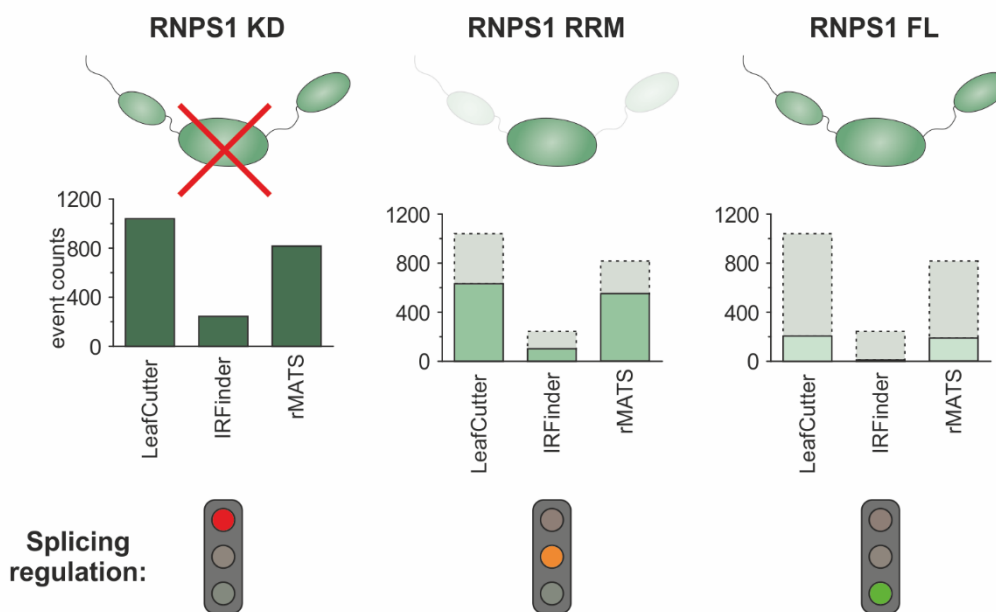 RNPS1 KD
RNPS1 RRM
RNPS1 FL
event counts
1200
800
400
0
LeafCutter
IRFinder
rMATS
1200
800
400
0
LeafCutter
IRFinder
rMATS
1200
800
400
0
LeafCutter
IRFinder
rMATS
Splicing
regulation: